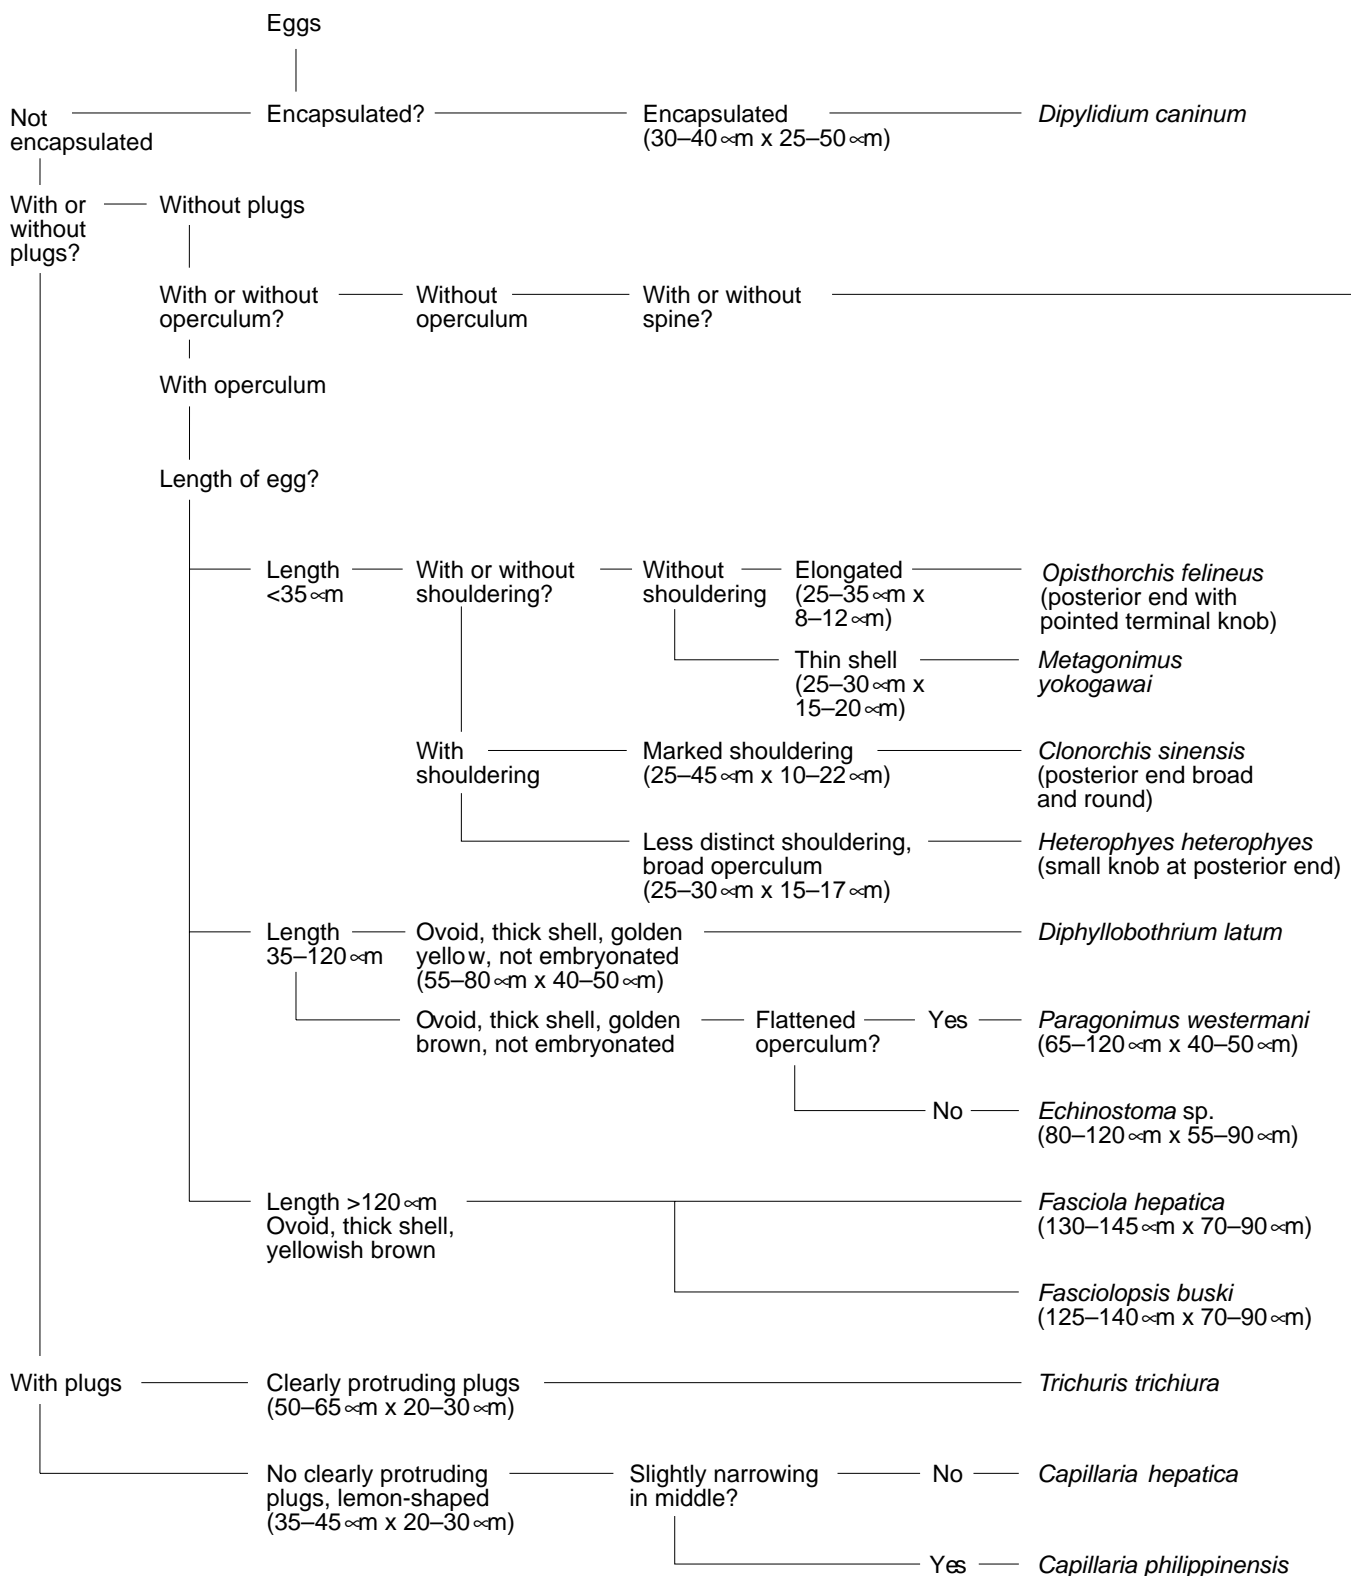 Eggs
Not
encapsulated
Encapsulated?
Encapsulated
(30–40 ∝m x 25–50 ∝m)
Dipylidium caninum
With or
without
plugs?
Without plugs
With or without
operculum?
Without
operculum
With or without
spine?
With operculum
Length of egg?
Length
<35 ∝m
With or without
shouldering?
Without
shouldering
Elongated
(25–35 ∝m x
8–12 ∝m)
Opisthorchis felineus
(posterior end with
pointed terminal knob)
Thin shell
(25–30 ∝m x
15–20 ∝m)
Metagonimus
yokogawai
With
shouldering
Marked shouldering
(25–45 ∝m x 10–22 ∝m)
Clonorchis sinensis
(posterior end broad
and round)
Less distinct shouldering,
broad operculum
(25–30 ∝m x 15–17 ∝m)
Heterophyes heterophyes
(small knob at posterior end)
Length
35–120 ∝m
Ovoid, thick shell, golden
yellow, not embryonated
(55–80 ∝m x 40–50 ∝m)
Diphyllobothrium latum
Ovoid, thick shell, golden
brown, not embryonated
Flattened
operculum?
Yes
Paragonimus westermani
(65–120 ∝m x 40–50 ∝m)
No
Echinostoma sp.
(80–120 ∝m x 55–90 ∝m)
Length >120 ∝m
Ovoid, thick shell,
yellowish brown
Fasciola hepatica
(130–145 ∝m x 70–90 ∝m)
Fasciolopsis buski
(125–140 ∝m x 70–90 ∝m)
With plugs
Clearly protruding plugs
(50–65 ∝m x 20–30 ∝m)
Trichuris trichiura
No clearly protruding
plugs, lemon-shaped
(35–45 ∝m x 20–30 ∝m)
Slightly narrowing
in middle?
No
Capillaria hepatica
Yes
Capillaria philippinensis